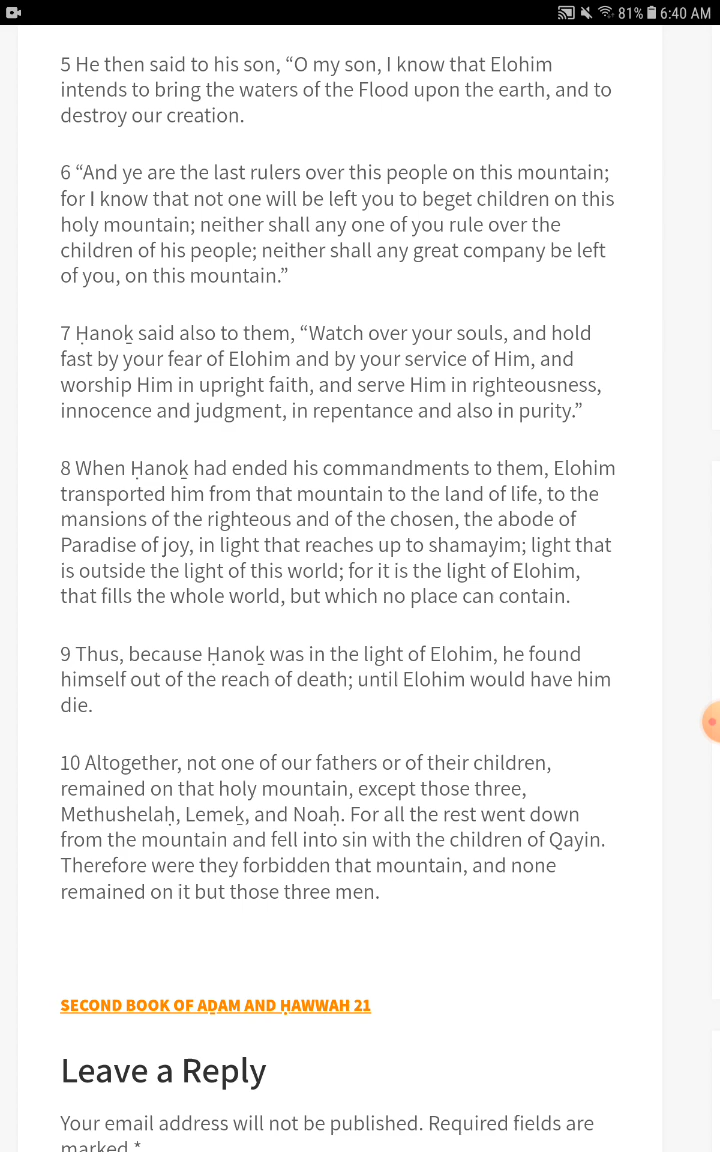 81% 6:40 AM
5 He then said to his son, “O my son, I know that Elohim
intends to bring the waters of the Flood upon the earth, and to
destroy our creation.
6 “And ye are the last rulers over this people on this mountain;
for I know that not one will be left you to beget children on this
holy mountain; neither shall any one of you rule over the
children of his people; neither shall any great company be left
of you, on this mountain.”
7 Ḥanoḵ said also to them, “Watch over your souls, and hold
fast by your fear of Elohim and by your service of Him, and
worship Him in upright faith, and serve Him in righteousness,
innocence and judgment, in repentance and also in purity.”
8 When Ḥanoḵ had ended his commandments to them, Elohim
transported him from that mountain to the land of life, to the
mansions of the righteous and of the chosen, the abode of
Paradise of joy, in light that reaches up to shamayim; light that
is outside the light of this world; for it is the light of Elohim,
that fills the whole world, but which no place can contain.
9 Thus, because Ḥanoḵ was in the light of Elohim, he found
himself out of the reach of death; until Elohim would have him
die.
10 Altogether, not one of our fathers or of their children,
remained on that holy mountain, except those three,
Methushelaḥ, Lemeḵ, and Noaḥ. For all the rest went down
from the mountain and fell into sin with the children of Qayin.
Therefore were they forbidden that mountain, and none
remained on it but those three men.
SECOND BOOK OF AḎAM AND ḤAWWAH 21
Leave a Reply
Your email address will not be published. Required fields are
marked *